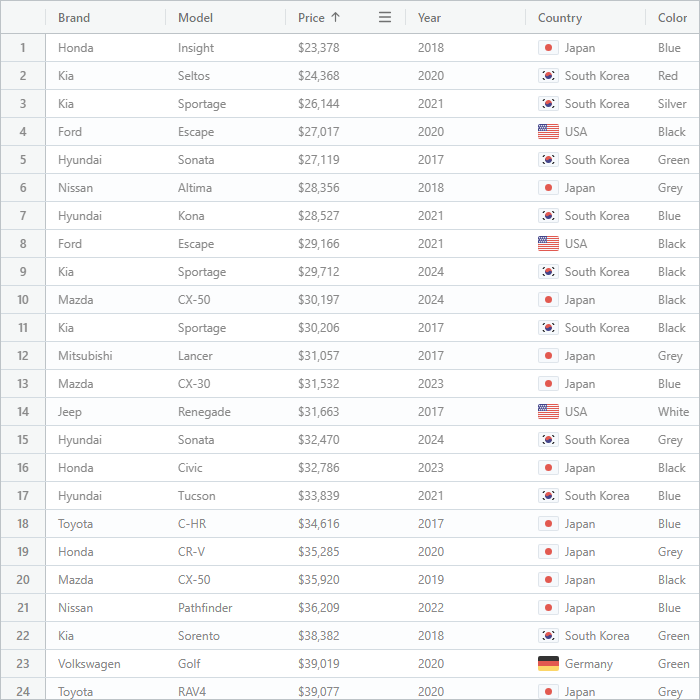 Brand Model Price Year Country Color
1 Honda Insight $23,378 2018 Japan Blue
2 Kia Seltos $24,368 2020 South Korea Red
3 Kia Sportage $26,144 2021 South Korea Silver
4 Ford Escape $27,017 2020 USA Black
5 Hyundai Sonata $27,119 2017 South Korea Green
6 Nissan Altima $28,356 2018 Japan Grey
7 Hyundai Kona $28,527 2021 South Korea Blue
8 Ford Escape $29,166 2021 USA Black
9 Kia Sportage $29,712 2024 South Korea Black
10 Mazda CX-50 $30,197 2024 Japan Black
11 Kia Sportage $30,206 2017 South Korea Black
12 Mitsubishi Lancer $31,057 2017 Japan Grey
13 Mazda CX-30 $31,532 2023 Japan Blue
14 Jeep Renegade $31,663 2017 USA White
15 Hyundai Sonata $32,470 2024 South Korea Grey
16 Honda Civic $32,786 2023 Japan Black
17 Hyundai Tucson $33,839 2021 South Korea Blue
18 Toyota C-HR $34,616 2017 Japan Blue
19 Honda CR-V $35,285 2020 Japan Grey
20 Mazda CX-50 $35,920 2019 Japan Black
21 Nissan Pathfinder $36,209 2022 Japan Blue
22 Kia Sorento $38,382 2018 South Korea Green
23 Volkswagen Golf $39,019 2020 Germany Green
24 Toyota RAV4 $39,077 2020 Japan Grey